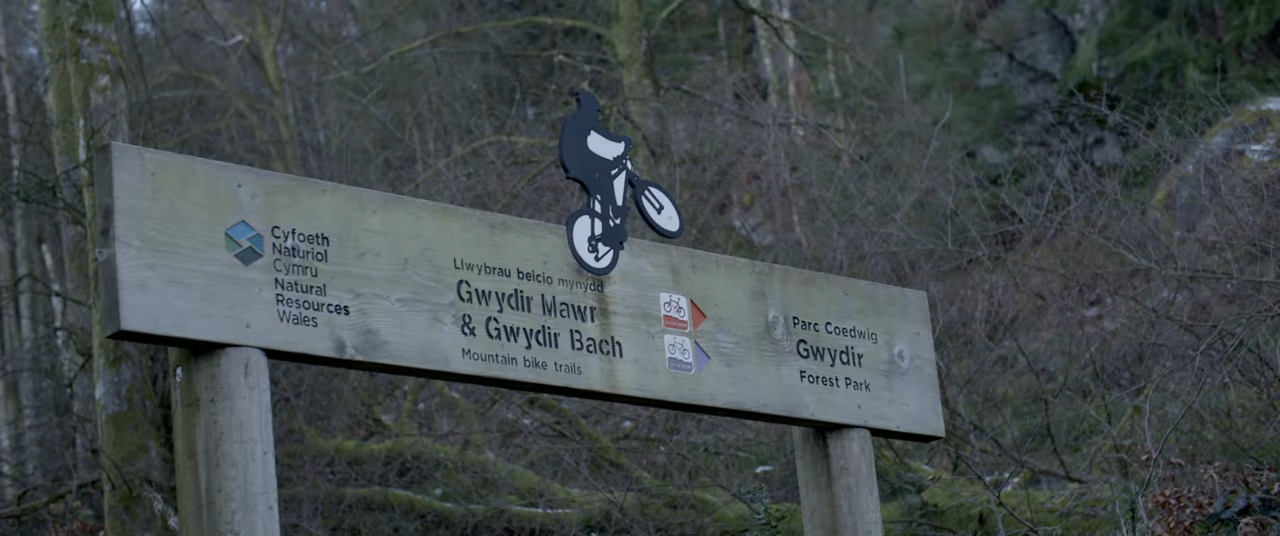 Cyfoeth
Naturiol
Cymru
Natural
Resources
Wales
Llwybrau beicio mynydd
Gwydir Mawr
& Gwydir Bach
Mountain bike trails
Parc Coedwig
Gwydir
Forest Park